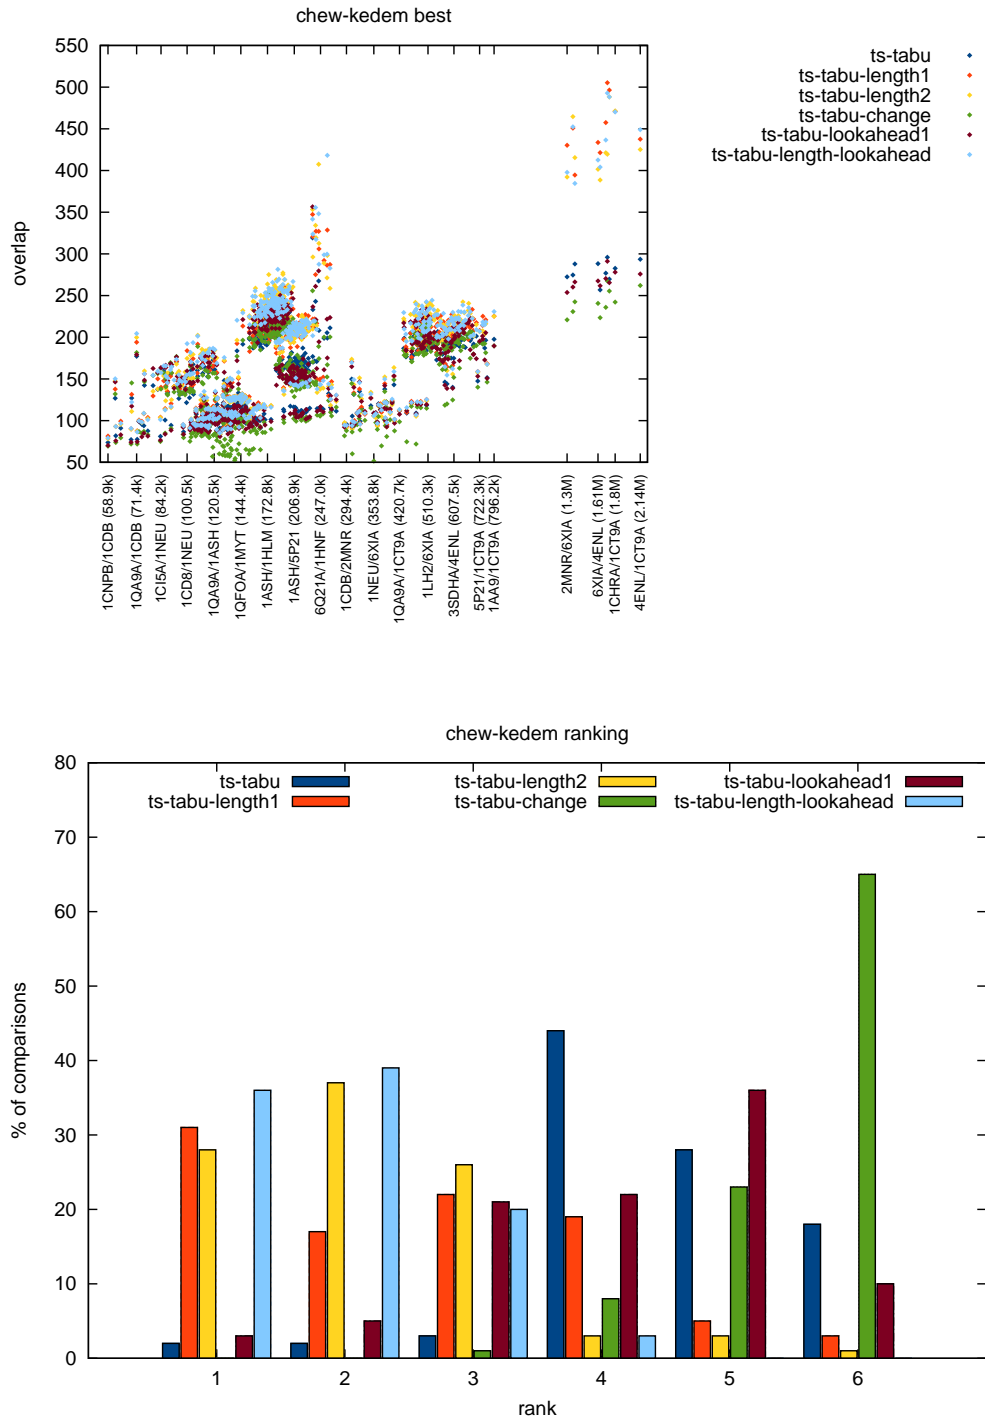 chew-kedem best
550
500
450
400
350
300
250
200
150
100
50
overlap
ts-tabu
ts-tabu-length1
ts-tabu-length2
ts-tabu-change
ts-tabu-lookahead1
ts-tabu-length-lookahead
1CNPB/1CDB (58.9k)
1QA9A/1CDB (71.4k)
1CI5A/1NEU (84.2k)
1CD8/1NEU (100.5k)
1QA9A/1ASH (120.5k)
1QFOA/1MYT (144.4k)
1ASH/1HLM (172.8k)
1ASH/5P21 (206.9k)
6Q21A/1HNF (247.0k)
1CDB/2MNR (294.4k)
1NEU/6XIA (353.8k)
1QA9A/1CT9A (420.7k)
1LH2/6XIA (510.3k)
3SDHA/4ENL (607.5k)
5P21/1CT9A (722.3k)
1AA9/1CT9A (796.2k)
2MNR/6XIA (1.3M)
6XIA/4ENL (1.61M)
1CHRA/1CT9A (1.8M)
4ENL/1CT9A (2.14M)
chew-kedem ranking
80
70
60
50
40
30
20
10
0
% of comparisons
ts-tabu
ts-tabu-length1
ts-tabu-length2
ts-tabu-change
ts-tabu-lookahead1
ts-tabu-length-lookahead
1 2 3 4 5 6
rank